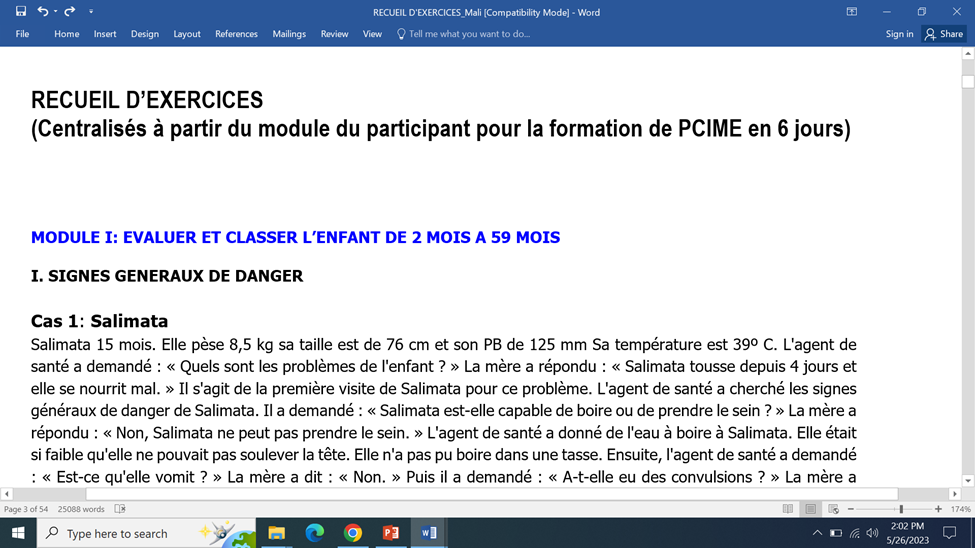 RECUEIL D'EXERCICES_Mali [Compatibility Mode] - Word
File Home Insert Design Layout References Mailings Review View Tell me what you want to do... Sign in Share
RECUEIL D’EXERCICES
(Centralisés à partir du module du participant pour la formation de PCIME en 6 jours)
MODULE I: EVALUER ET CLASSER L’ENFANT DE 2 MOIS A 59 MOIS
I. SIGNES GENERAUX DE DANGER
Cas 1: Salimata
Salimata 15 mois. Elle pèse 8,5 kg sa taille est de 76 cm et son PB de 125 mm Sa température est 39º C. L'agent de
santé a demandé : « Quels sont les problèmes de l'enfant ? » La mère a répondu : « Salimata tousse depuis 4 jours et
elle se nourrit mal. » Il s'agit de la première visite de Salimata pour ce problème. L'agent de santé a cherché les signes
généraux de danger de Salimata. Il a demandé : « Salimata est-elle capable de boire ou de prendre le sein ? » La mère a
répondu : « Non, Salimata ne peut pas prendre le sein. » L'agent de santé a donné de l'eau à boire à Salimata. Elle était
si faible qu'elle ne pouvait pas soulever la tête. Elle n'a pas pu boire dans une tasse. Ensuite, l'agent de santé a demandé
: « Est-ce qu'elle vomit ? » La mère a dit : « Non. » Puis il a demandé : « A-t-elle eu des convulsions ? » La mère a
Page 3 of 54 25088 words 174%
Type here to search
2:02 PM
5/26/2023